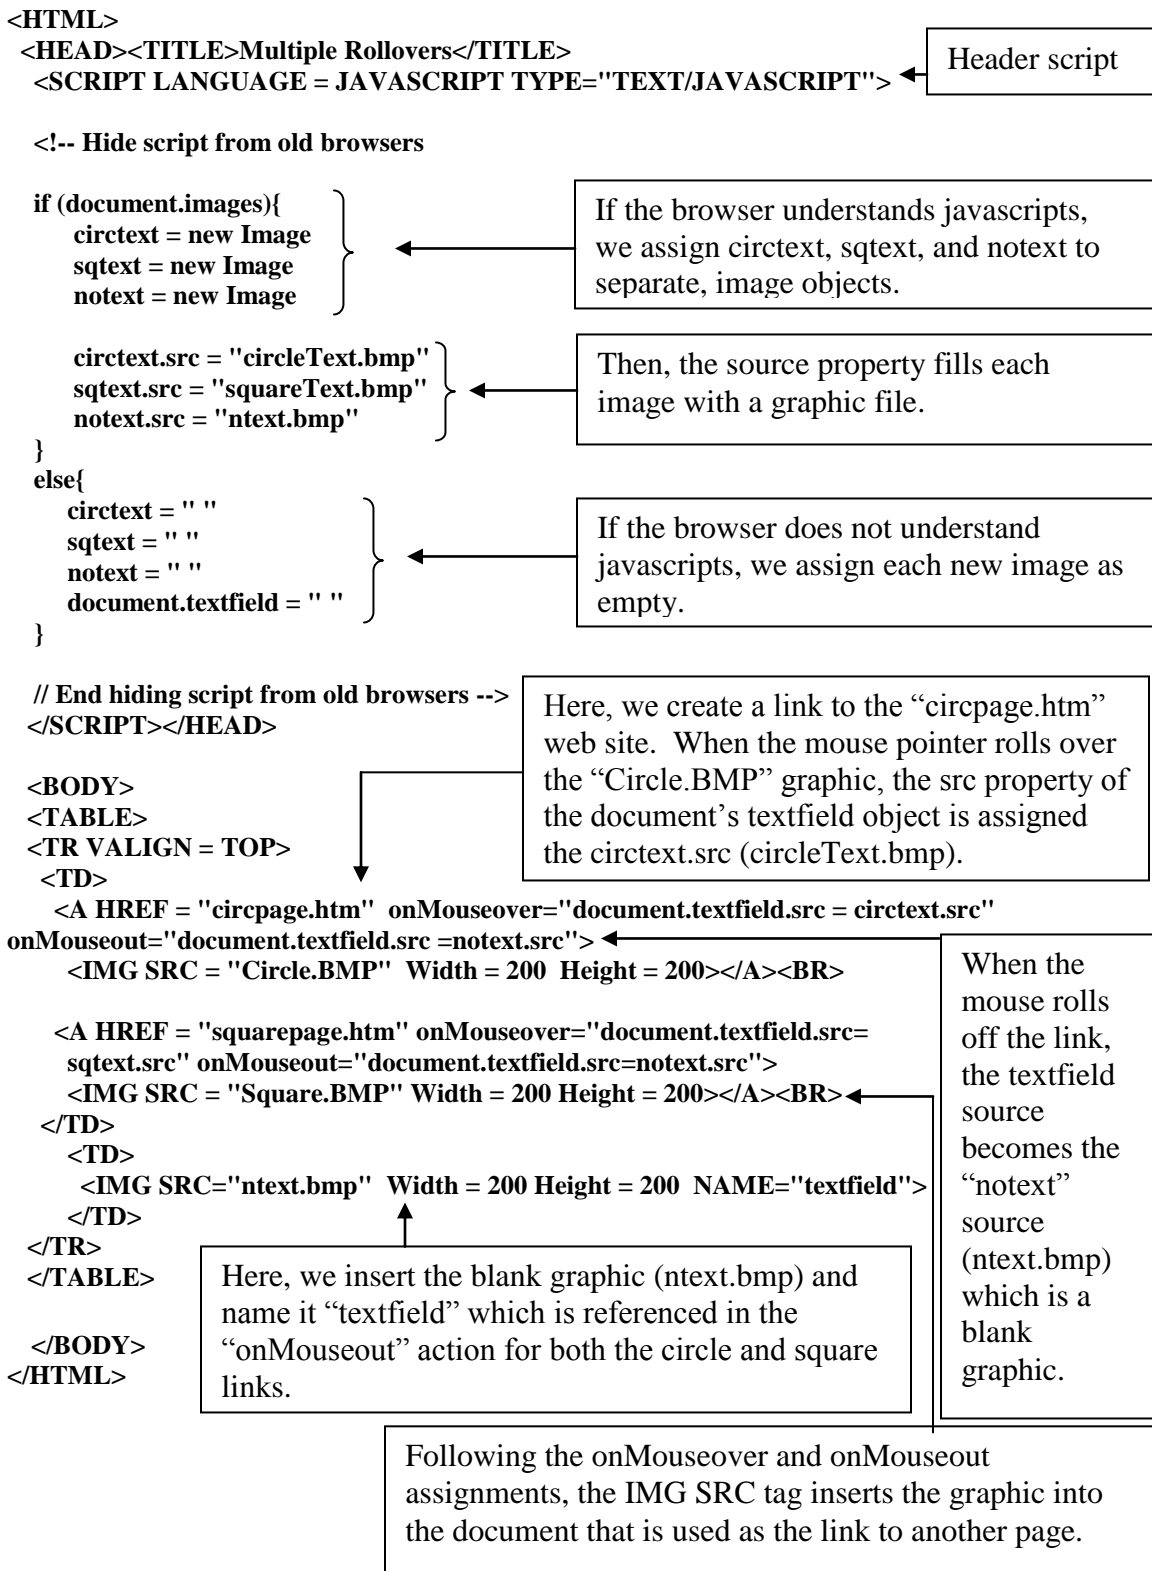 <HTML>
<HEAD><TITLE>Multiple Rollovers</TITLE>
<SCRIPT LANGUAGE = JAVASCRIPT TYPE="TEXT/JAVASCRIPT">
Header script
<!-- Hide script from old browsers
if (document.images){
circtext = new Image
sqtext = new Image
notext = new Image
If the browser understands javascripts,
we assign circtext, sqtext, and notext to
separate, image objects.
circtext.src = "circleText.bmp"
sqtext.src = "squareText.bmp"
notext.src = "ntext.bmp"
}
Then, the source property fills each
image with a graphic file.
else{
circtext = " "
sqtext = " "
notext = " "
document.textfield = " "
}
If the browser does not understand
javascripts, we assign each new image as
empty.
// End hiding script from old browsers -->
</SCRIPT></HEAD>
Here, we create a link to the “circpage.htm”
web site.  When the mouse pointer rolls over
the “Circle.BMP” graphic, the src property of
the document’s textfield object is assigned
the circtext.src (circleText.bmp).
<BODY>
<TABLE>
<TR VALIGN = TOP>
<TD>
<A HREF = "circpage.htm"  onMouseover="document.textfield.src = circtext.src"
onMouseout="document.textfield.src =notext.src">
<IMG SRC = "Circle.BMP"  Width = 200  Height = 200></A><BR>
<A HREF = "squarepage.htm" onMouseover="document.textfield.src=
sqtext.src" onMouseout="document.textfield.src=notext.src">
<IMG SRC = "Square.BMP" Width = 200 Height = 200></A><BR>
</TD>
<TD>
<IMG SRC="ntext.bmp"  Width = 200 Height = 200  NAME="textfield">
</TD>
</TR>
</TABLE>
</BODY>
</HTML>
When the
mouse rolls
off the link,
the textfield
source
becomes the
“notext”
source
(ntext.bmp)
which is a
blank
graphic.
Here, we insert the blank graphic (ntext.bmp) and
name it “textfield” which is referenced in the
“onMouseout” action for both the circle and square
links.
Following the onMouseover and onMouseout
assignments, the IMG SRC tag inserts the graphic into
the document that is used as the link to another page.